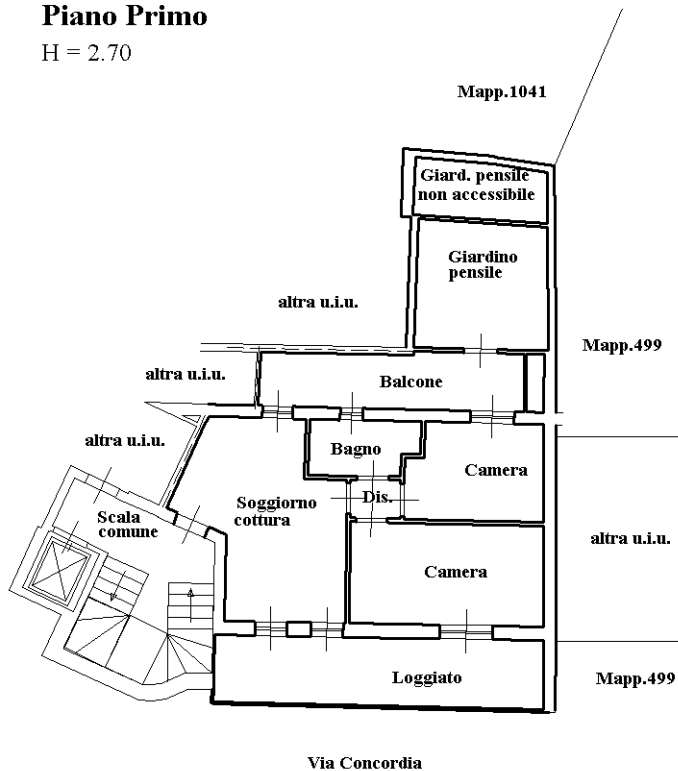 Piano Primo
H = 2.70
Mapp.1041
Giard. pensile
non accessibile
Giardino
pensile
altra u.i.u.
Mapp.499
altra u.i.u.
Balcone
altra u.i.u.
Bagno
Camera
Dis.
Soggiorno
cottura
Scala
comune
altra u.i.u.
Camera
Loggiato
Mapp.499
Via Concordia